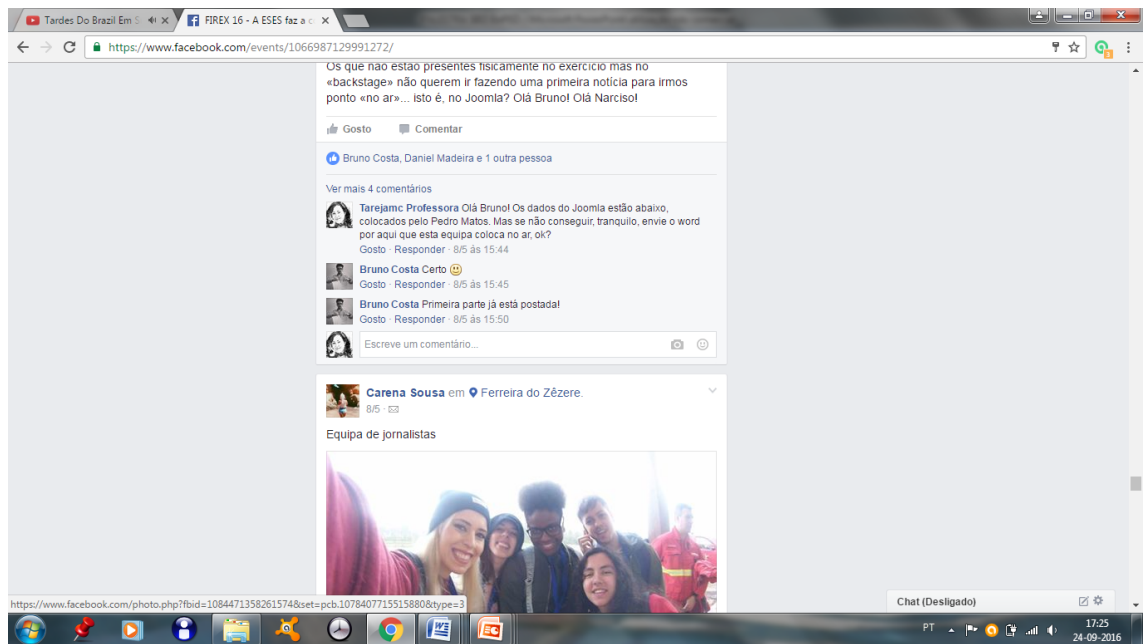 Tardes Do Brazil Em S
FIREX 16 - A ESES faz a c
https://www.facebook.com/events/1066987129991272/
Os que não estão presentes fisicamente no exercício mas no
«backstage» não querem ir fazendo uma primeira notícia para irmos
ponto «no ar»... isto é, no Joomla? Olá Bruno! Olá Narciso!
Gosto Comentar
Bruno Costa, Daniel Madeira e 1 outra pessoa
Ver mais 4 comentários
Tarejamc Professora Olá Bruno! Os dados do Joomla estão abaixo,
colocados pelo Pedro Matos. Mas se não conseguir, tranquilo, envie o word
por aqui que esta equipa coloca no ar, ok?
Gosto · Responder · 8/5 às 15:44
Bruno Costa Certo
Gosto · Responder · 8/5 às 15:45
Bruno Costa Primeira parte já está postada!
Gosto · Responder · 8/5 às 15:50
Escreve um comentário...
Carena Sousa em Ferreira do Zêzere.
8/5 ·
Equipa de jornalistas
https://www.facebook.com/photo.php?fbid=1084471358261574&set=pcb.1078407715515880&type=3
Chat (Desligado)
PT
17:25
24-09-2016